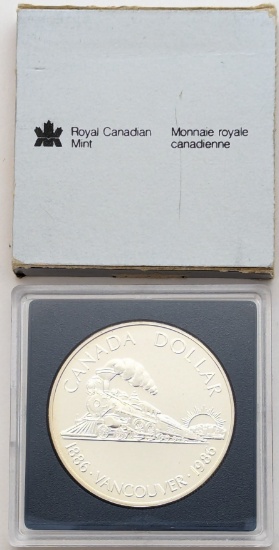 Royal Canadian
Mint
Monnaie royale
canadienne
CANADA DOLLAR
1886 - VANCOUVER - 1986